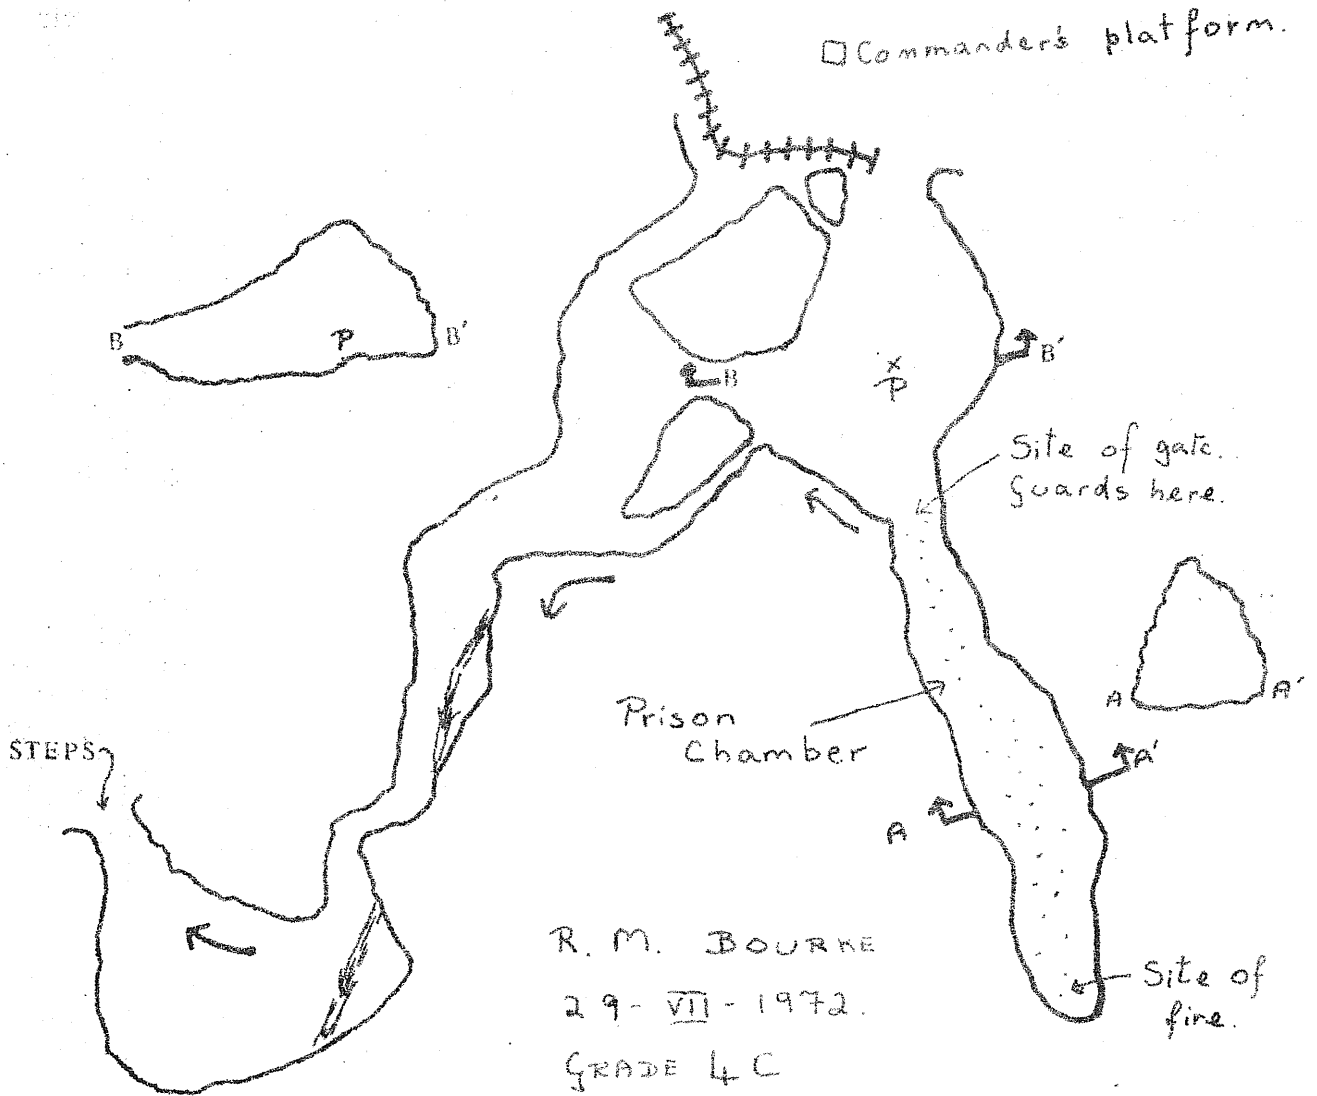 Commander's platform.
B
P
B'
B
x
P
B'
Site of gate.
Guards here.
A
A'
Prison
Chamber
STEPS
A'
A
R. M. BOURKE
29-VII-1972.
GRADE 4C
Site of
fire.